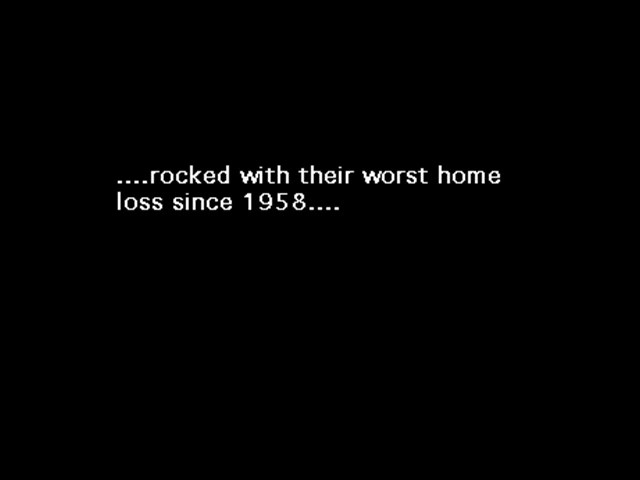 ....rocked with their worst home
loss since 1958....